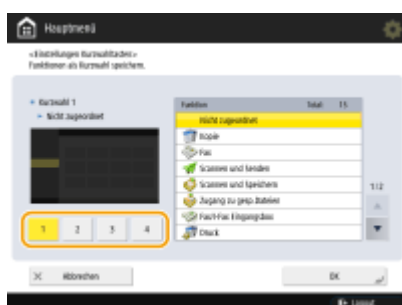 Hauptmenü
<Einstellungen Kurzwahltasten>
Funktionen als Kurzwahl speichern.
Kurzwahl 1
Nicht zugeordnet
1 2 3 4
Funktion Total 15
Nicht zugeordnet
Kopie
Fax
Scannen und Senden
Scannen und Speichern
Zugang zu gesp. Dateien
Fax/I-Fax Eingangsbox
Druck
1/2
Abbrechen
OK
Logout